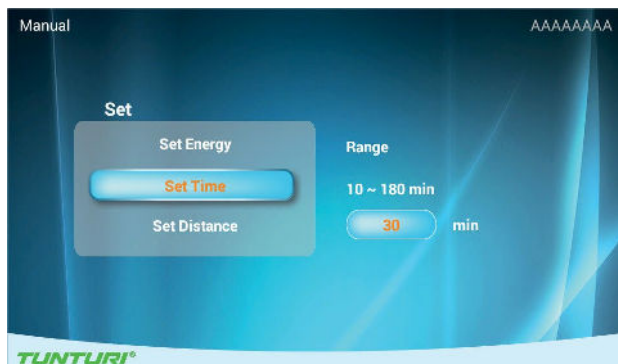 Manual
AAAAAAAA
Set
Set Energy
Set Time
Set Distance
Range
10 ~ 180 min
30 min
TUNTURI®